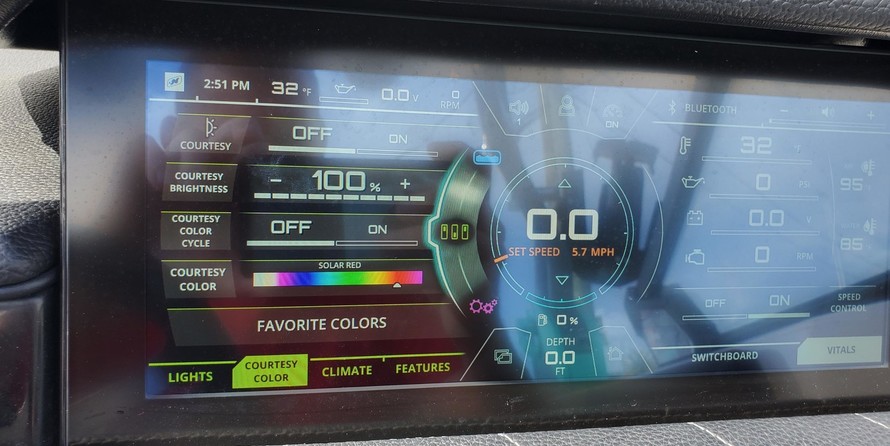 2:51 PM 32 °F 0.0 V 0 RPM
COURTESY OFF ON
COURTESY BRIGHTNESS - 100 % +
COURTESY
COLOR
CYCLE
OFF ON
SOLAR RED
COURTESY
COLOR
FAVORITE COLORS
LIGHTS
COURTESY
COLOR
CLIMATE
FEATURES
ON
0.0
SET SPEED 5.7 MPH
0 %
DEPTH
0.0
FT
BLUETOOTH - +
32 °F
0 PSI
0.0 V
0 RPM
95
85
OFF ON
SPEED
CONTROL
SWITCHBOARD
VITALS